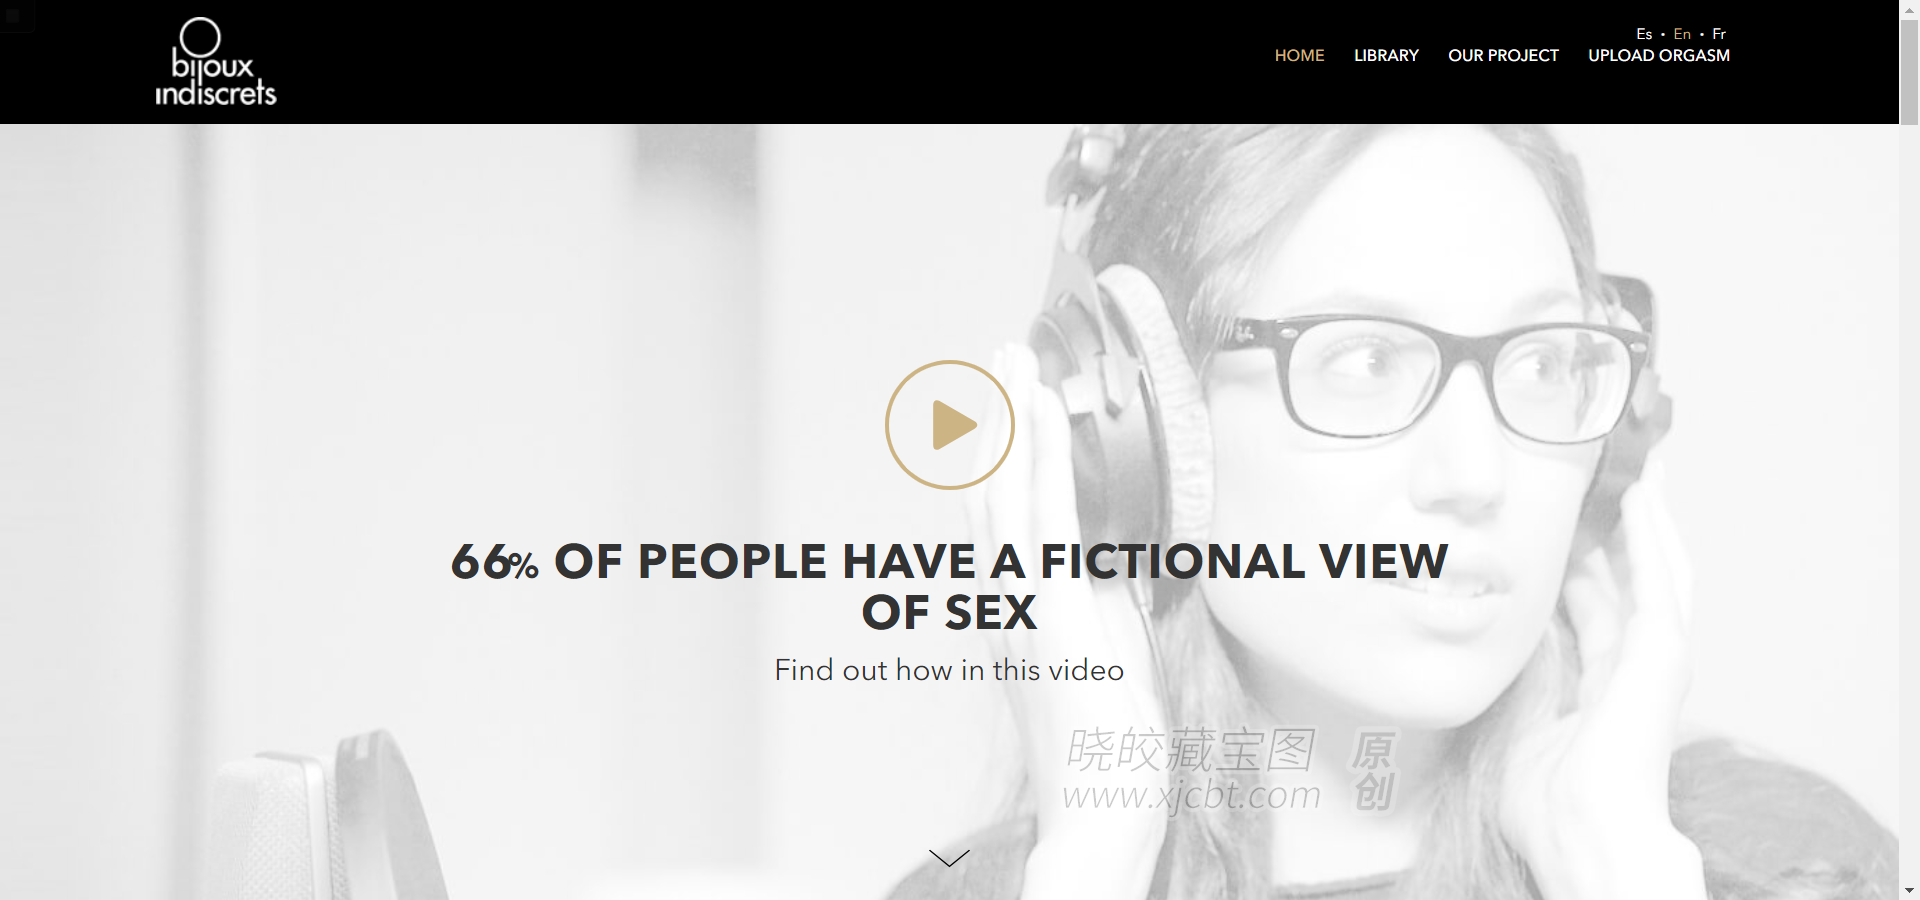 bijoux
indiscrets
Es • En • Fr
HOME LIBRARY OUR PROJECT UPLOAD ORGASM
66% OF PEOPLE HAVE A FICTIONAL VIEW
OF SEX
Find out how in this video
晓皎藏宝图 原创
www.xjcbt.com